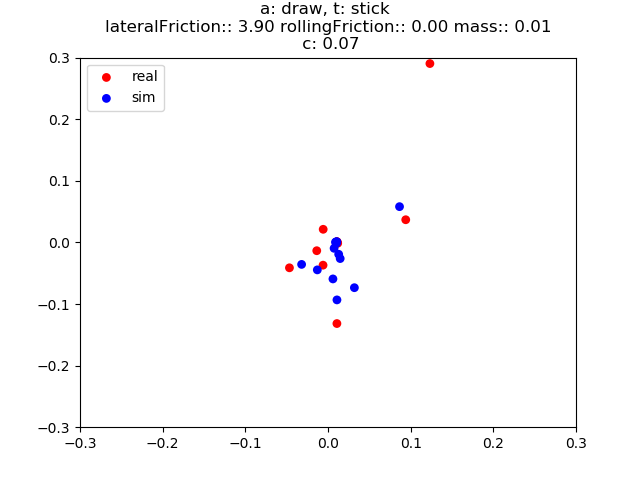 a: draw, t: stick
lateralFriction:: 3.90 rollingFriction:: 0.00 mass:: 0.01
c: 0.07
real
sim
0.3
0.2
0.1
0.0
−0.1
−0.2
−0.3
−0.3 −0.2 −0.1 0.0 0.1 0.2 0.3